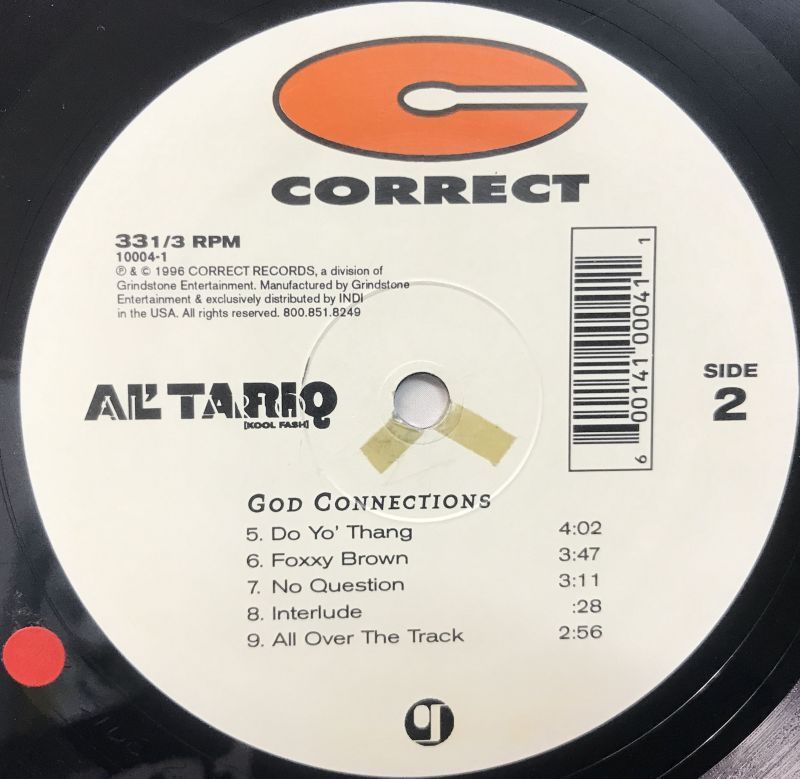 CORRECT
33 1/3 RPM
10004-1
℗ & © 1996 CORRECT RECORDS, a division of
Grindstone Entertainment. Manufactured by Grindstone
Entertainment & exclusively distributed by INDI
in the USA. All rights reserved. 800.851.8249
6 00141 00041 1
SIDE
2
AL' TARIQ
[KOOL FASH]
GOD CONNECTIONS
5. Do Yo' Thang 4:02
6. Foxxy Brown 3:47
7. No Question 3:11
8. Interlude :28
9. All Over The Track 2:56